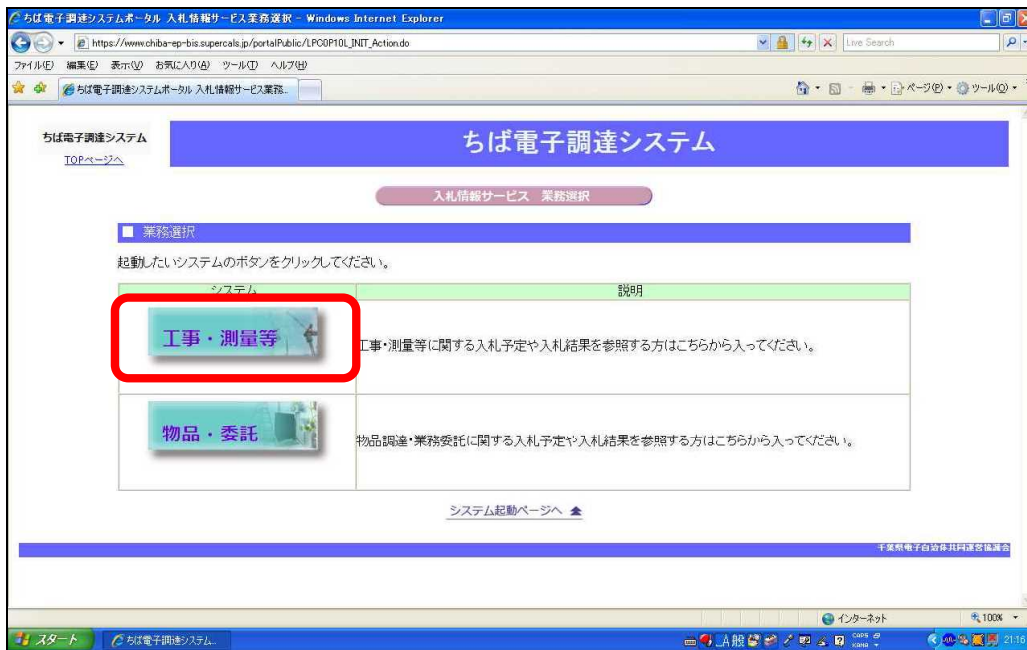 ちば電子調達システムポータル 入札情報サービス業務選択 - Windows Internet Explorer
https://www.chiba-ep-bis.supercals.jp/portalPublic/LPC0P10L_INIT_Action.do
Live Search
ファイル(F) 編集(E) 表示(V) お気に入り(A) ツール(T) ヘルプ(H)
ちば電子調達システムポータル 入札情報サービス業務...
ページ(P) ツール(O)
ちば電子調達システム
TOPページへ
ちば電子調達システム
入札情報サービス 業務選択
■ 業務選択
起動したいシステムのボタンをクリックしてください。
システム 説明
工事・測量等
工事・測量等に関する入札予定や入札結果を参照する方はこちらから入ってください。
物品・委託
物品調達・業務委託に関する入札予定や入札結果を参照する方はこちらから入ってください。
システム起動ページへ
千葉県電子自治体共同運営協議会
インターネット 100%
スタート ちば電子調達システム... A 般 CAPS KANA 21:16